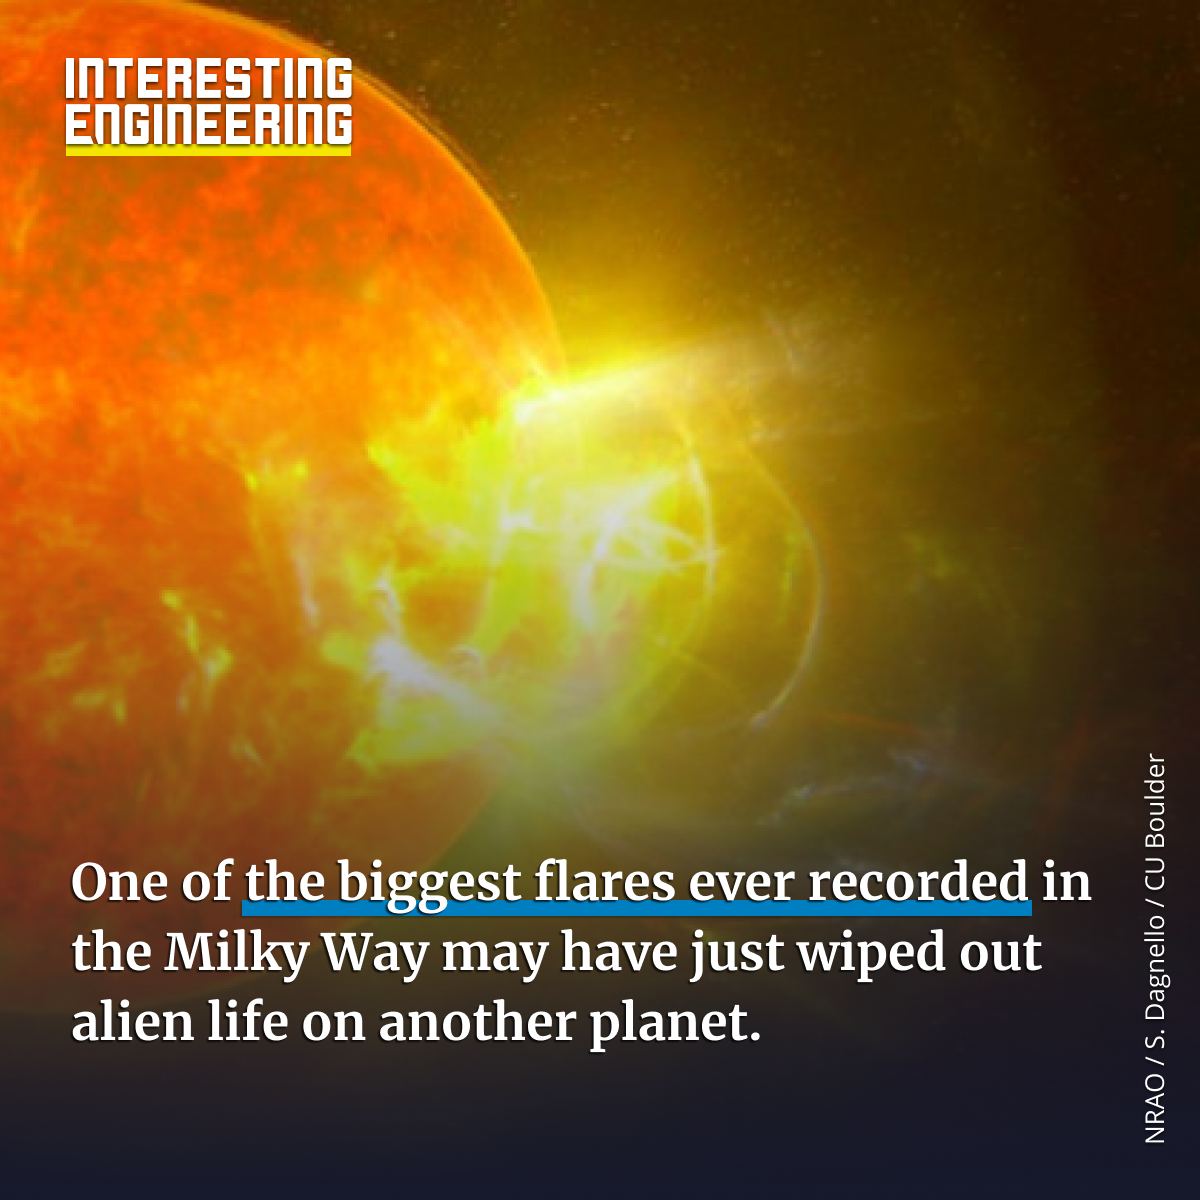 INTERESTING
ENGINEERING
One of the biggest flares ever recorded in
the Milky Way may have just wiped out
alien life on another planet.
NRAO / S. Dagnello / CU Boulder